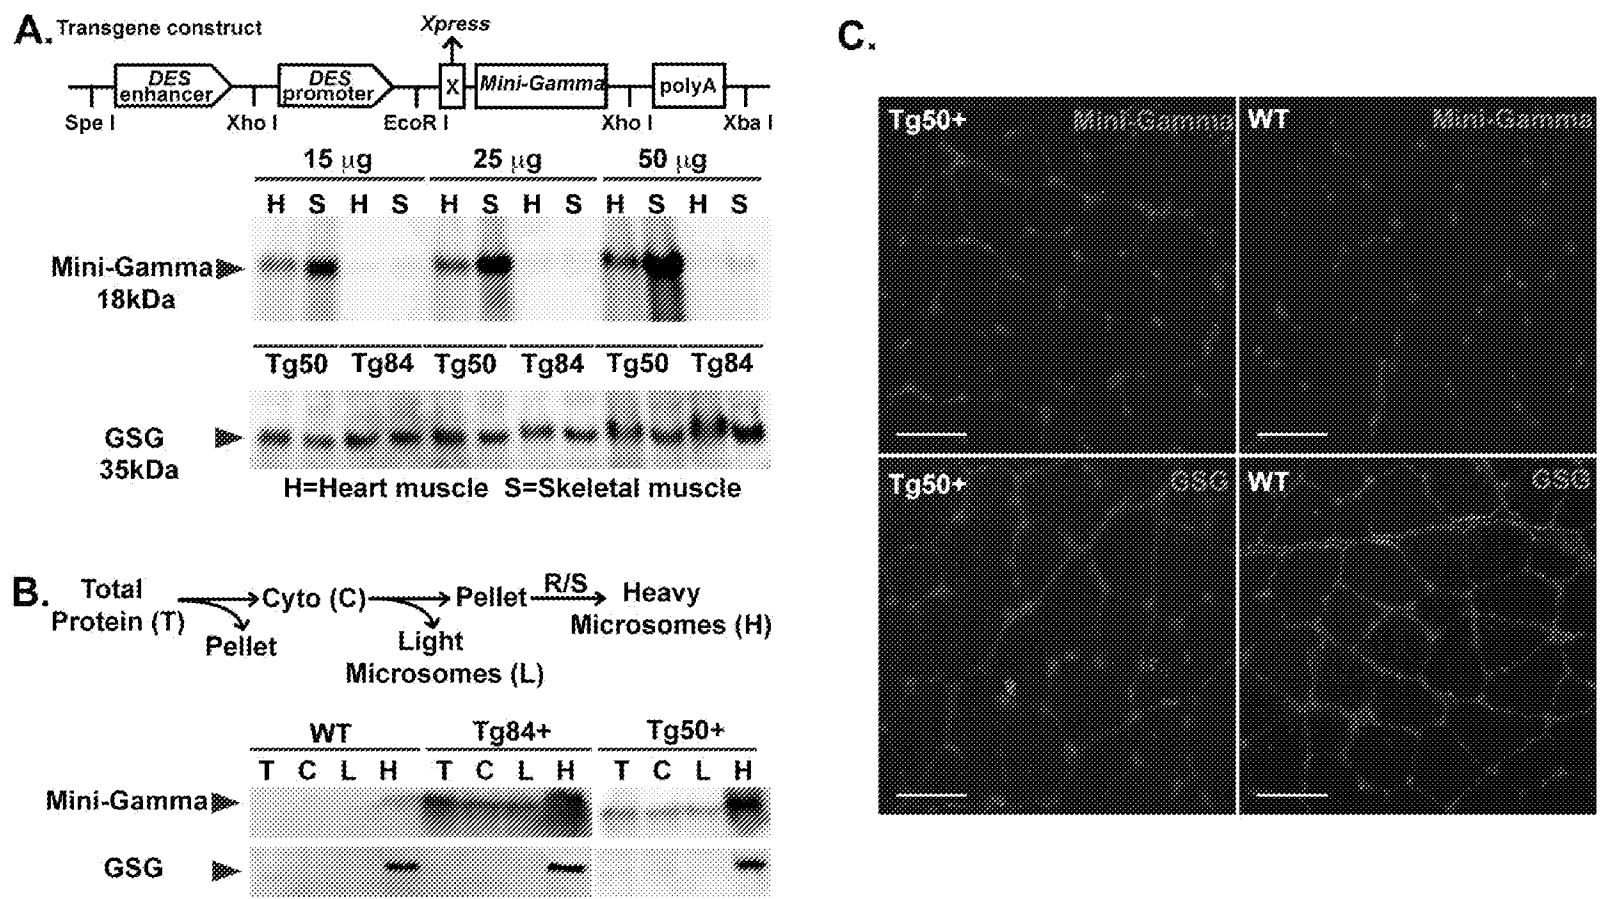 A. Transgene construct
Xpress
DES enhancer DES promoter X Mini-Gamma polyA
Spe I Xho I EcoR I Xho I Xba I
15 µg 25 µg 50 µg
H S H S H S H S H S H S
Mini-Gamma
18kDa
Tg50 Tg84 Tg50 Tg84 Tg50 Tg84
GSG
35kDa
H=Heart muscle S=Skeletal muscle
B.
Total Protein (T) Cyto (C) Pellet R/S Heavy Microsomes (H)
Pellet Light Microsomes (L)
WT Tg84+ Tg50+
T C L H T C L H T C L H
Mini-Gamma
GSG
C.
Tg50+ Mini-Gamma WT Mini-Gamma
Tg50+ GSG WT GSG